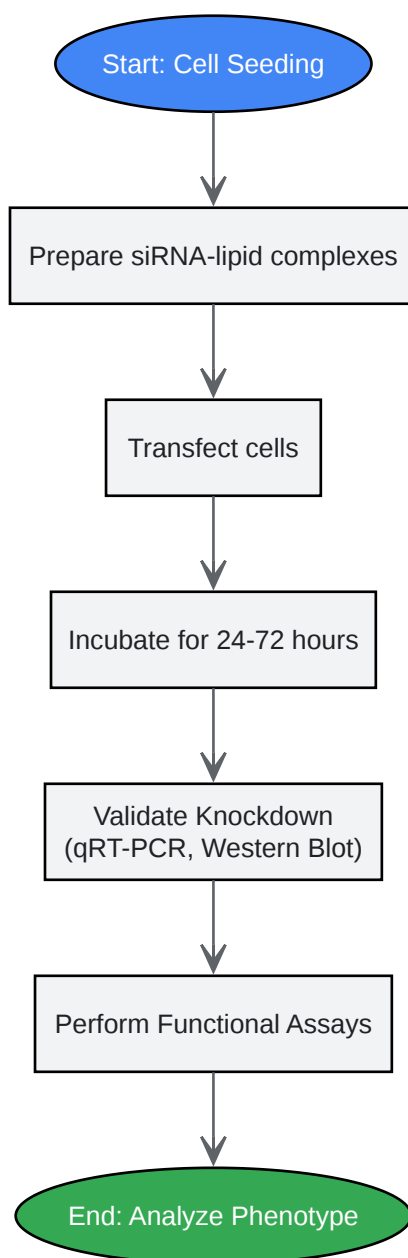 Start: Cell Seeding
Prepare siRNA-lipid complexes
Transfect cells
Incubate for 24-72 hours
Validate Knockdown
(qRT-PCR, Western Blot)
Perform Functional Assays
End: Analyze Phenotype